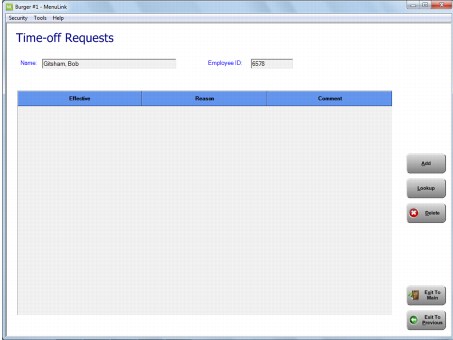 Burger #1 - MenuLink
Security Tools Help
Time-off Requests
Name: Gitsham, Bob Employee ID: 6578
Effective Reason Comment
Add
Lookup
Delete
Exit To
Main
Exit To
Previous